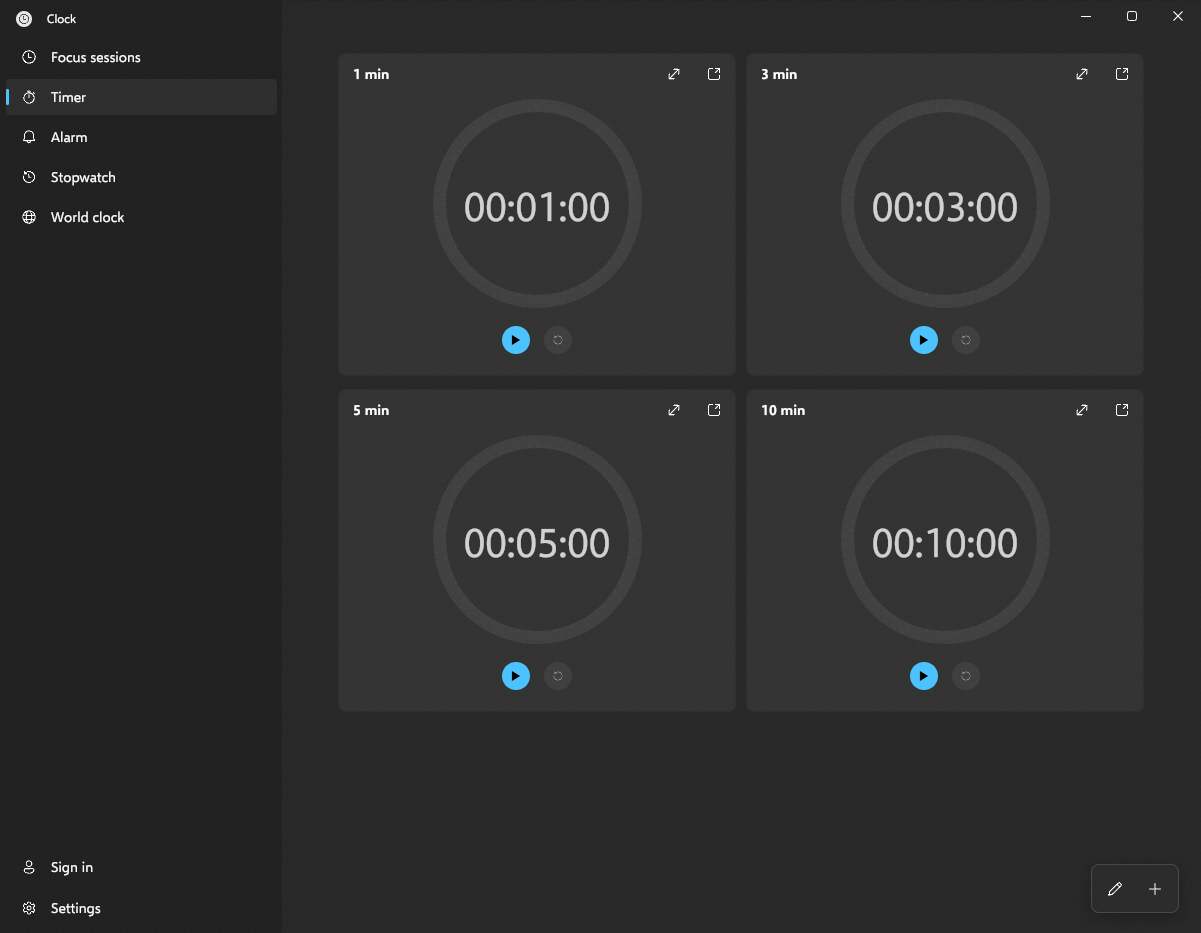 Clock
Focus sessions
Timer
Alarm
Stopwatch
World clock
1 min
00:01:00
3 min
00:03:00
5 min
00:05:00
10 min
00:10:00
Sign in
Settings